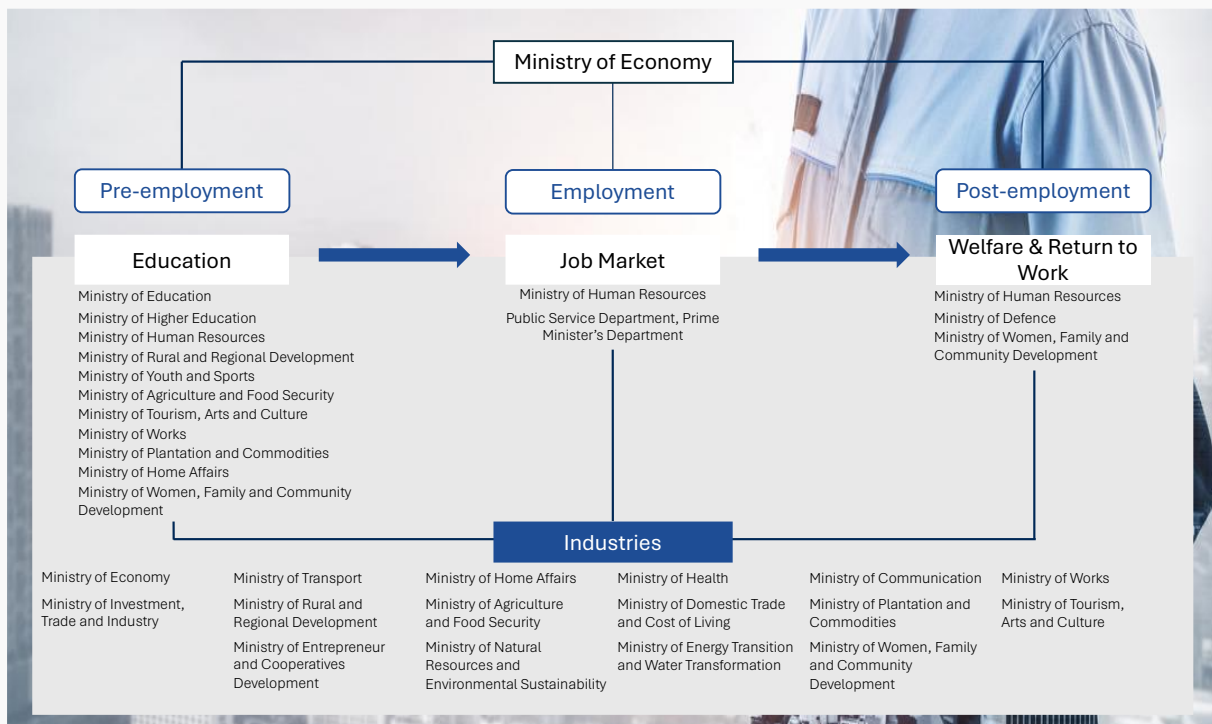 Ministry of Economy
Pre-employment
Employment
Post-employment
Education
Job Market
Welfare & Return to
Work
Ministry of Education
Ministry of Higher Education
Ministry of Human Resources
Ministry of Rural and Regional Development
Ministry of Youth and Sports
Ministry of Agriculture and Food Security
Ministry of Tourism, Arts and Culture
Ministry of Works
Ministry of Plantation and Commodities
Ministry of Home Affairs
Ministry of Women, Family and Community
Development
Ministry of Human Resources
Public Service Department, Prime
Minister's Department
Ministry of Human Resources
Ministry of Defence
Ministry of Women, Family and
Community Development
Industries
Ministry of Economy
Ministry of Investment,
Trade and Industry
Ministry of Transport
Ministry of Rural and
Regional Development
Ministry of Entrepreneur
and Cooperatives
Development
Ministry of Home Affairs
Ministry of Agriculture
and Food Security
Ministry of Natural
Resources and
Environmental Sustainability
Ministry of Health
Ministry of Domestic Trade
and Cost of Living
Ministry of Energy Transition
and Water Transformation
Ministry of Communication
Ministry of Plantation and
Commodities
Ministry of Women, Family
and Community
Development
Ministry of Works
Ministry of Tourism,
Arts and Culture